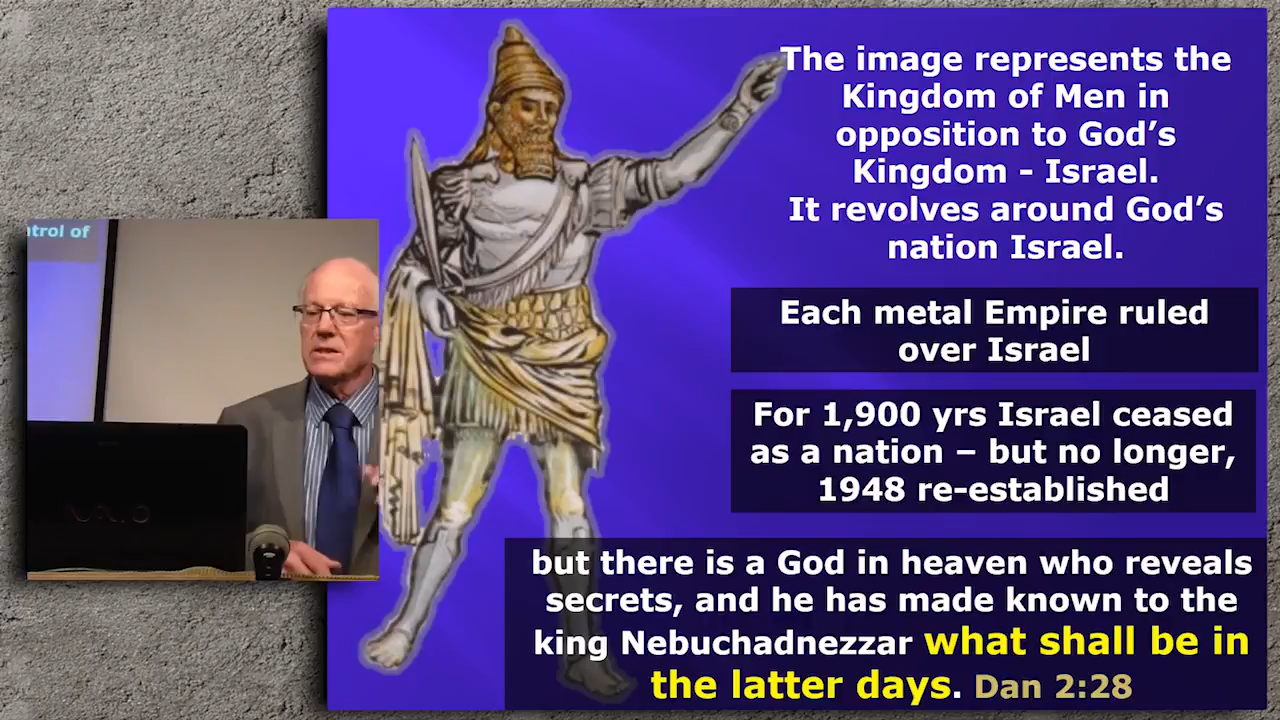 The image represents the
Kingdom of Men in
opposition to God's
Kingdom - Israel.
It revolves around God's
nation Israel.
Each metal Empire ruled
over Israel
For 1,900 yrs Israel ceased
as a nation – but no longer,
1948 re-established
but there is a God in heaven who reveals
secrets, and he has made known to the
king Nebuchadnezzar what shall be in
the latter days. Dan 2:28
trol of
VAIO